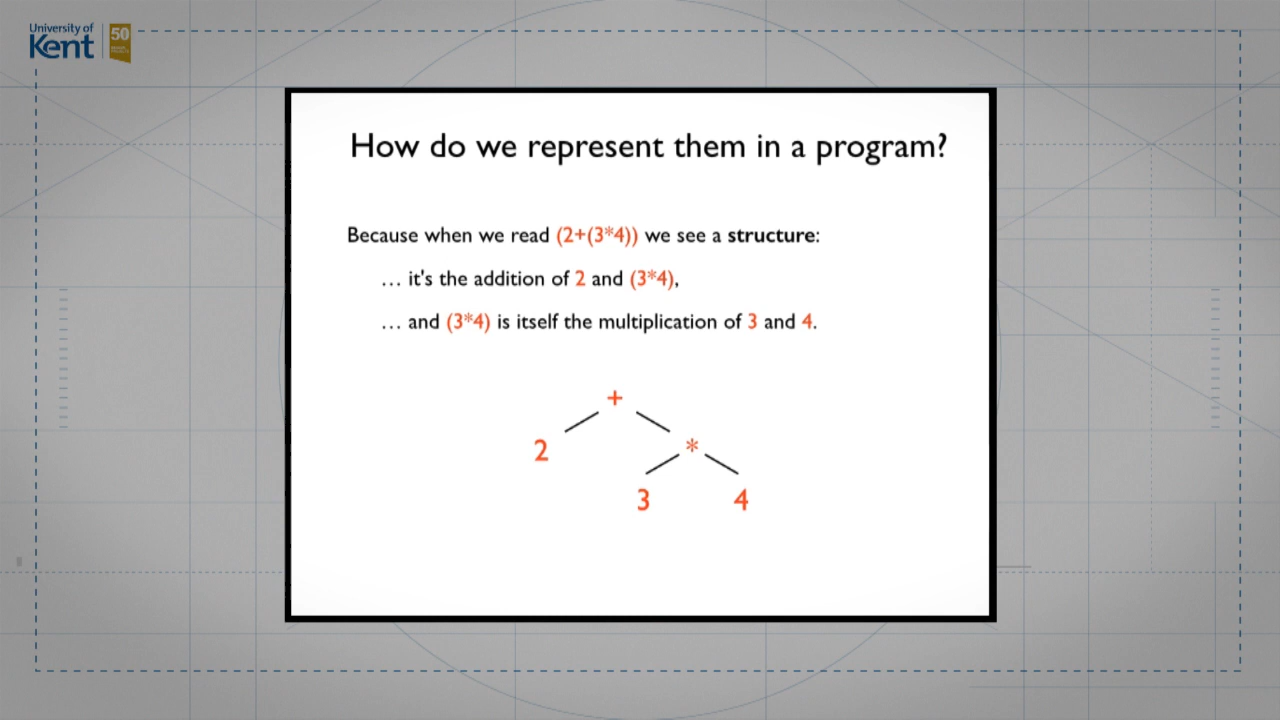 University of
Kent
50
How do we represent them in a program?
Because when we read (2+(3*4)) we see a structure:
… it's the addition of 2 and (3*4),
… and (3*4) is itself the multiplication of 3 and 4.
+
2
*
3 4